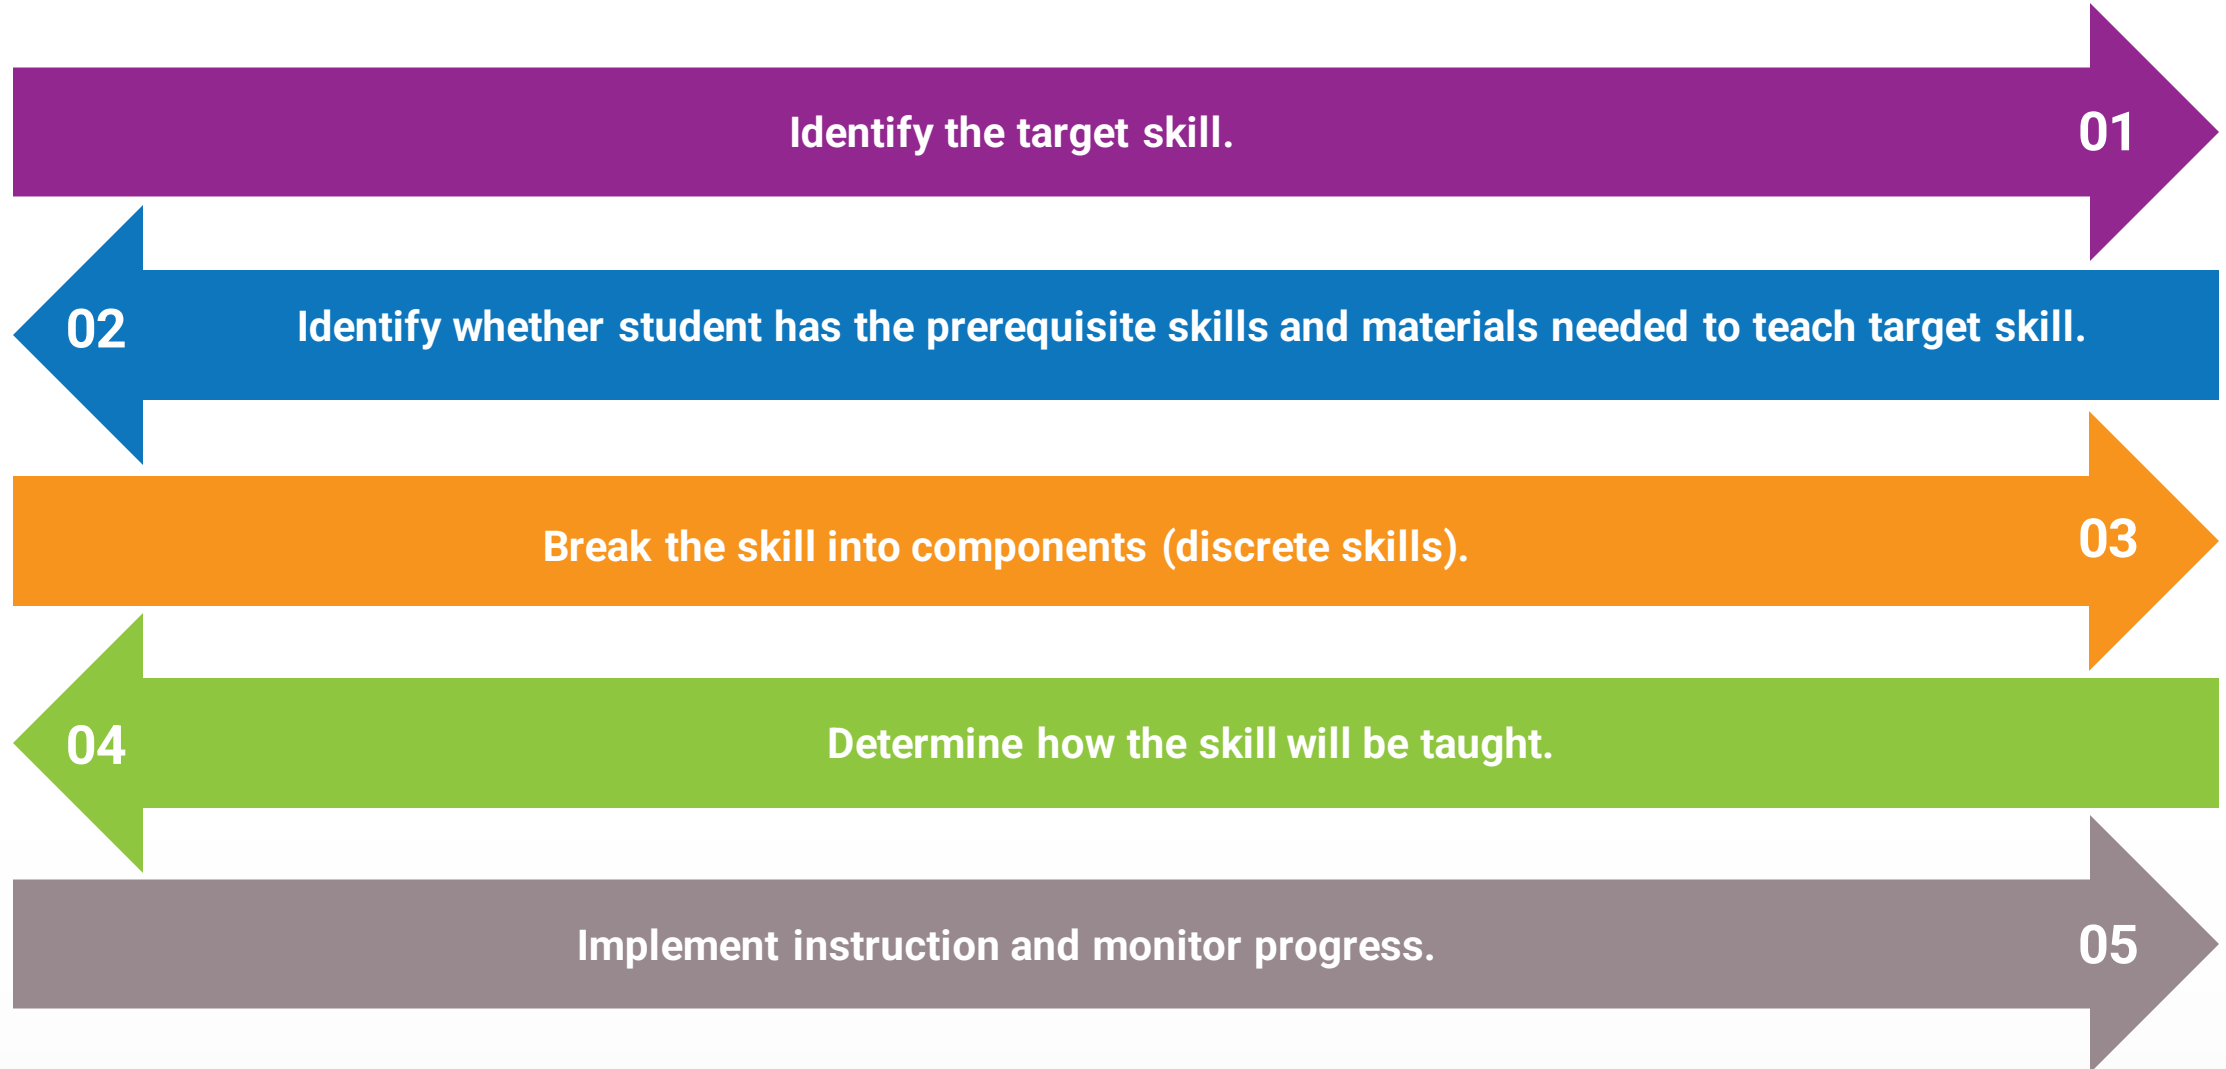 Identify the target skill. 01
02 Identify whether student has the prerequisite skills and materials needed to teach target skill.
Break the skill into components (discrete skills). 03
04 Determine how the skill will be taught.
Implement instruction and monitor progress. 05